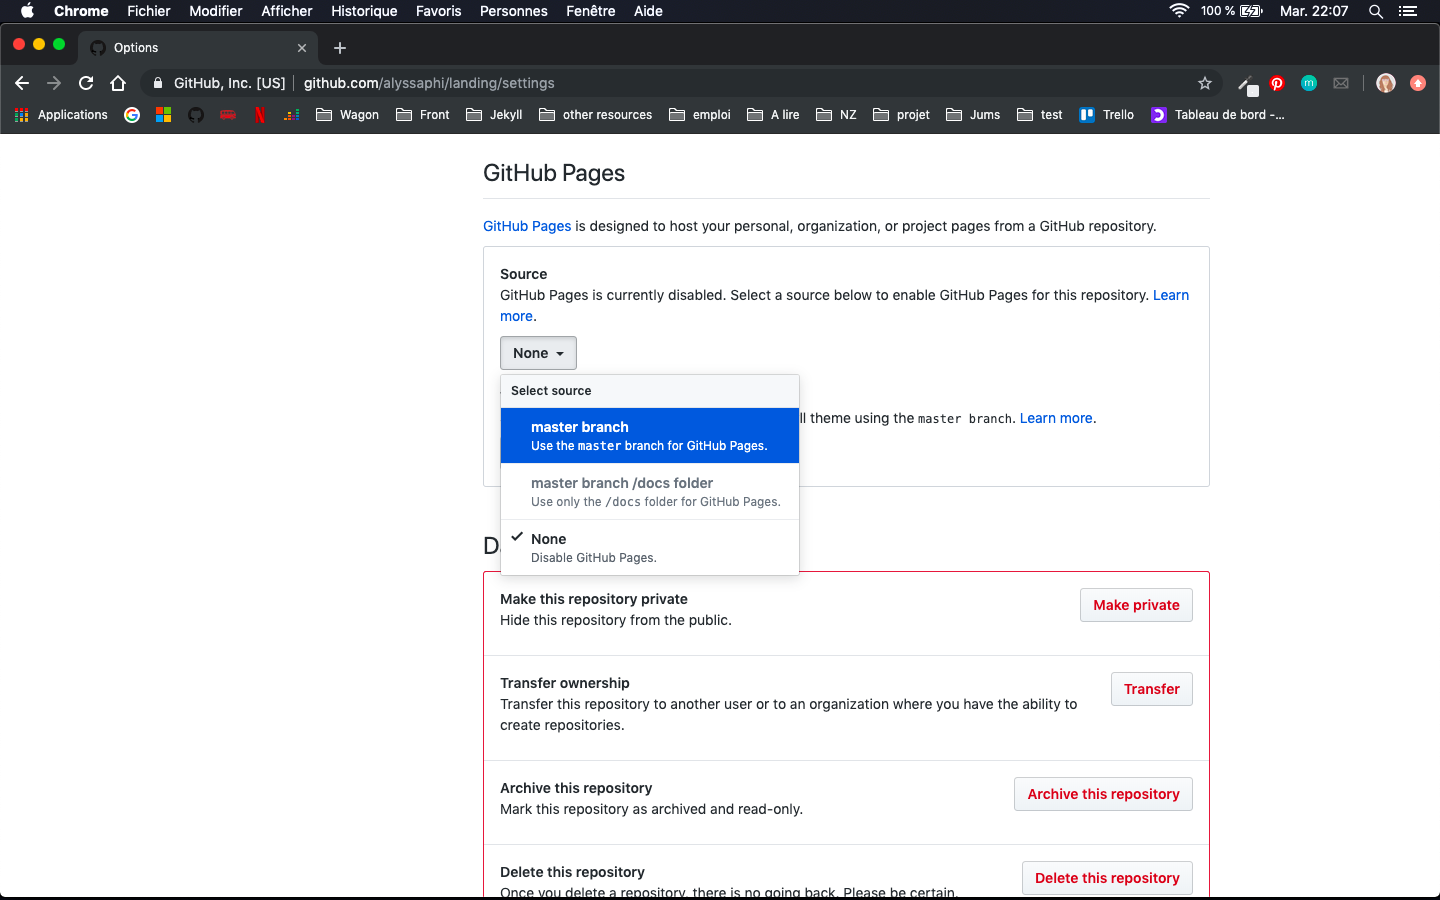 Chrome Fichier Modifier Afficher Historique Favoris Personnes Fenêtre Aide 100 % Mar. 22:07
Options
GitHub, Inc. [US] github.com/alyssaphi/landing/settings
Applications Wagon Front Jekyll other resources emploi A lire NZ projet Jums test Trello Tableau de bord -...
GitHub Pages
GitHub Pages is designed to host your personal, organization, or project pages from a GitHub repository.
Source
GitHub Pages is currently disabled. Select a source below to enable GitHub Pages for this repository. Learn
more.
None
Select source
master branch
Use the master branch for GitHub Pages.
theme using the master branch. Learn more.
master branch /docs folder
Use only the /docs folder for GitHub Pages.
None
Disable GitHub Pages.
Make this repository private
Hide this repository from the public.
Make private
Transfer ownership
Transfer this repository to another user or to an organization where you have the ability to
create repositories.
Transfer
Archive this repository
Mark this repository as archived and read-only.
Archive this repository
Delete this repository
Once you delete a repository, there is no going back. Please be certain.
Delete this repository